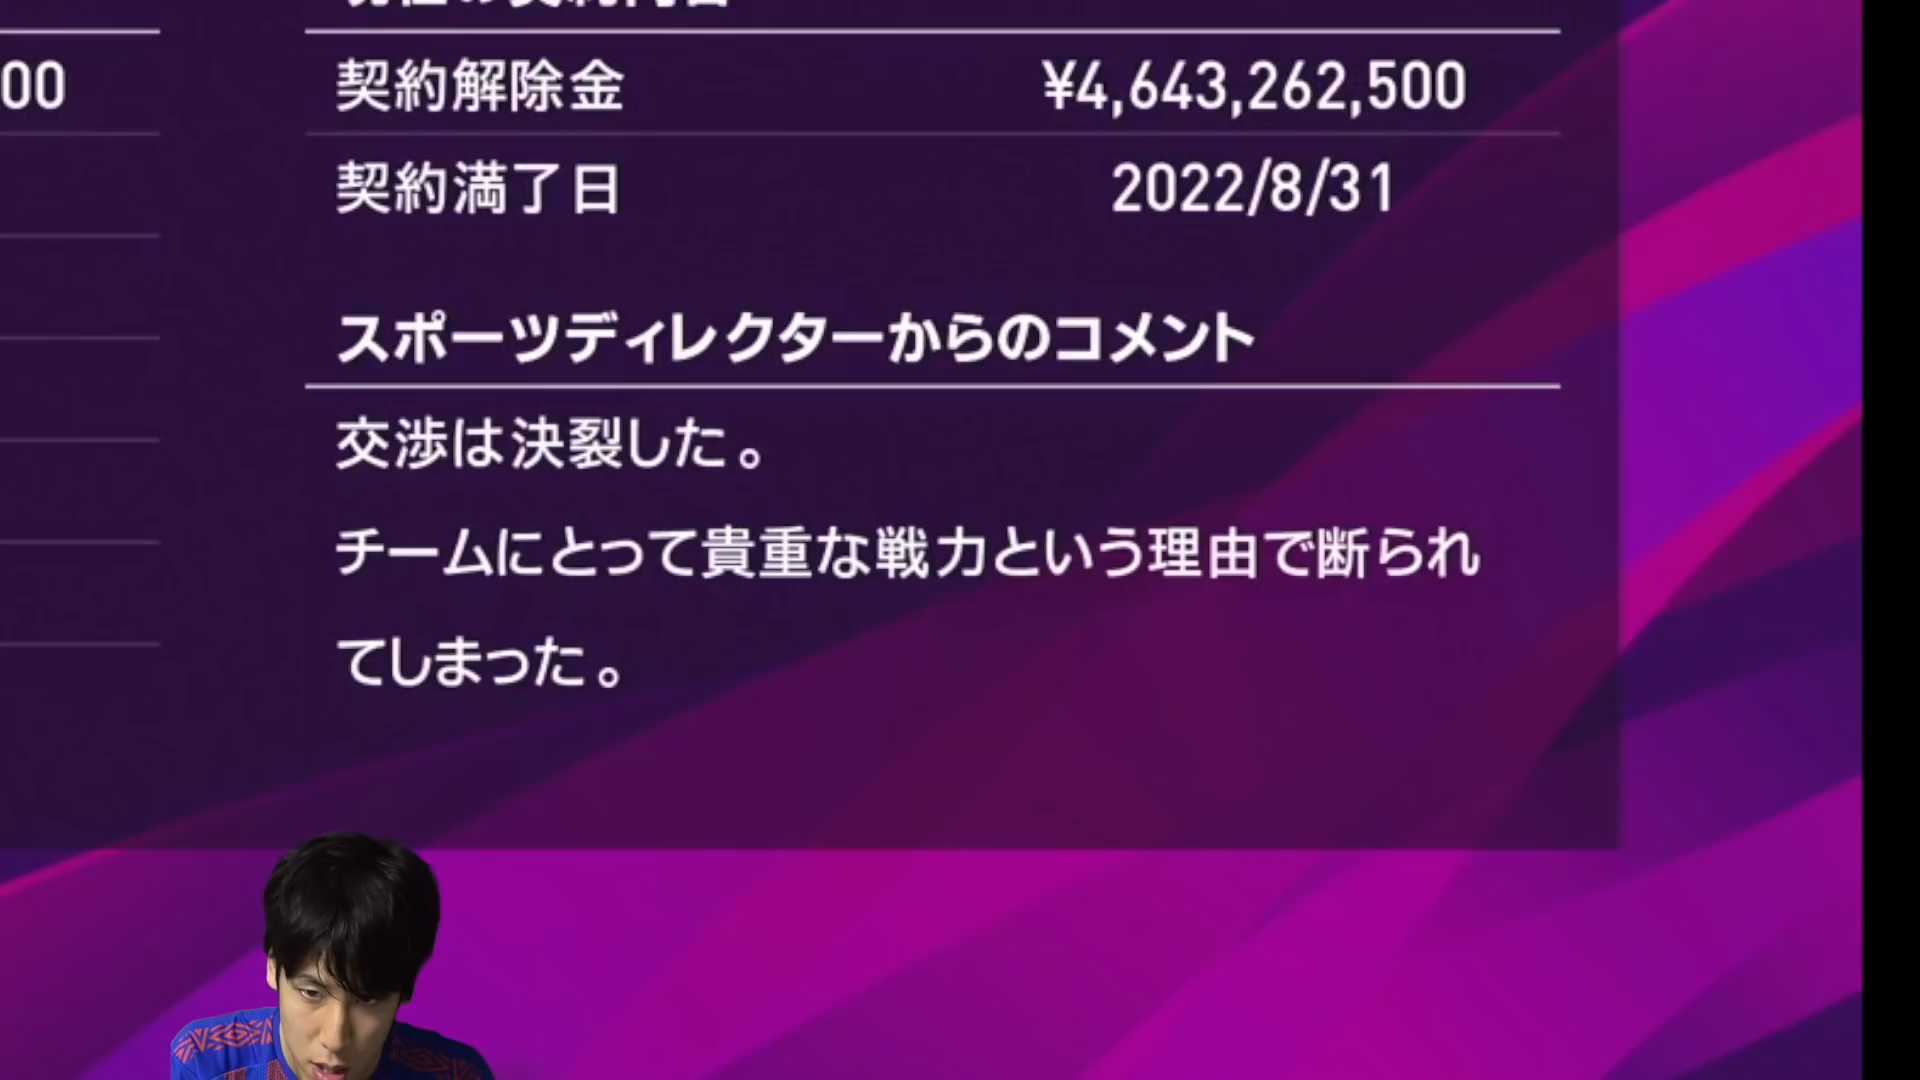 00
契約解除金 ¥4,643,262,500
契約満了日 2022/8/31
スポーツディレクターからのコメント
交渉は決裂した。
チームにとって貴重な戦力という理由で断られ
てしまった。